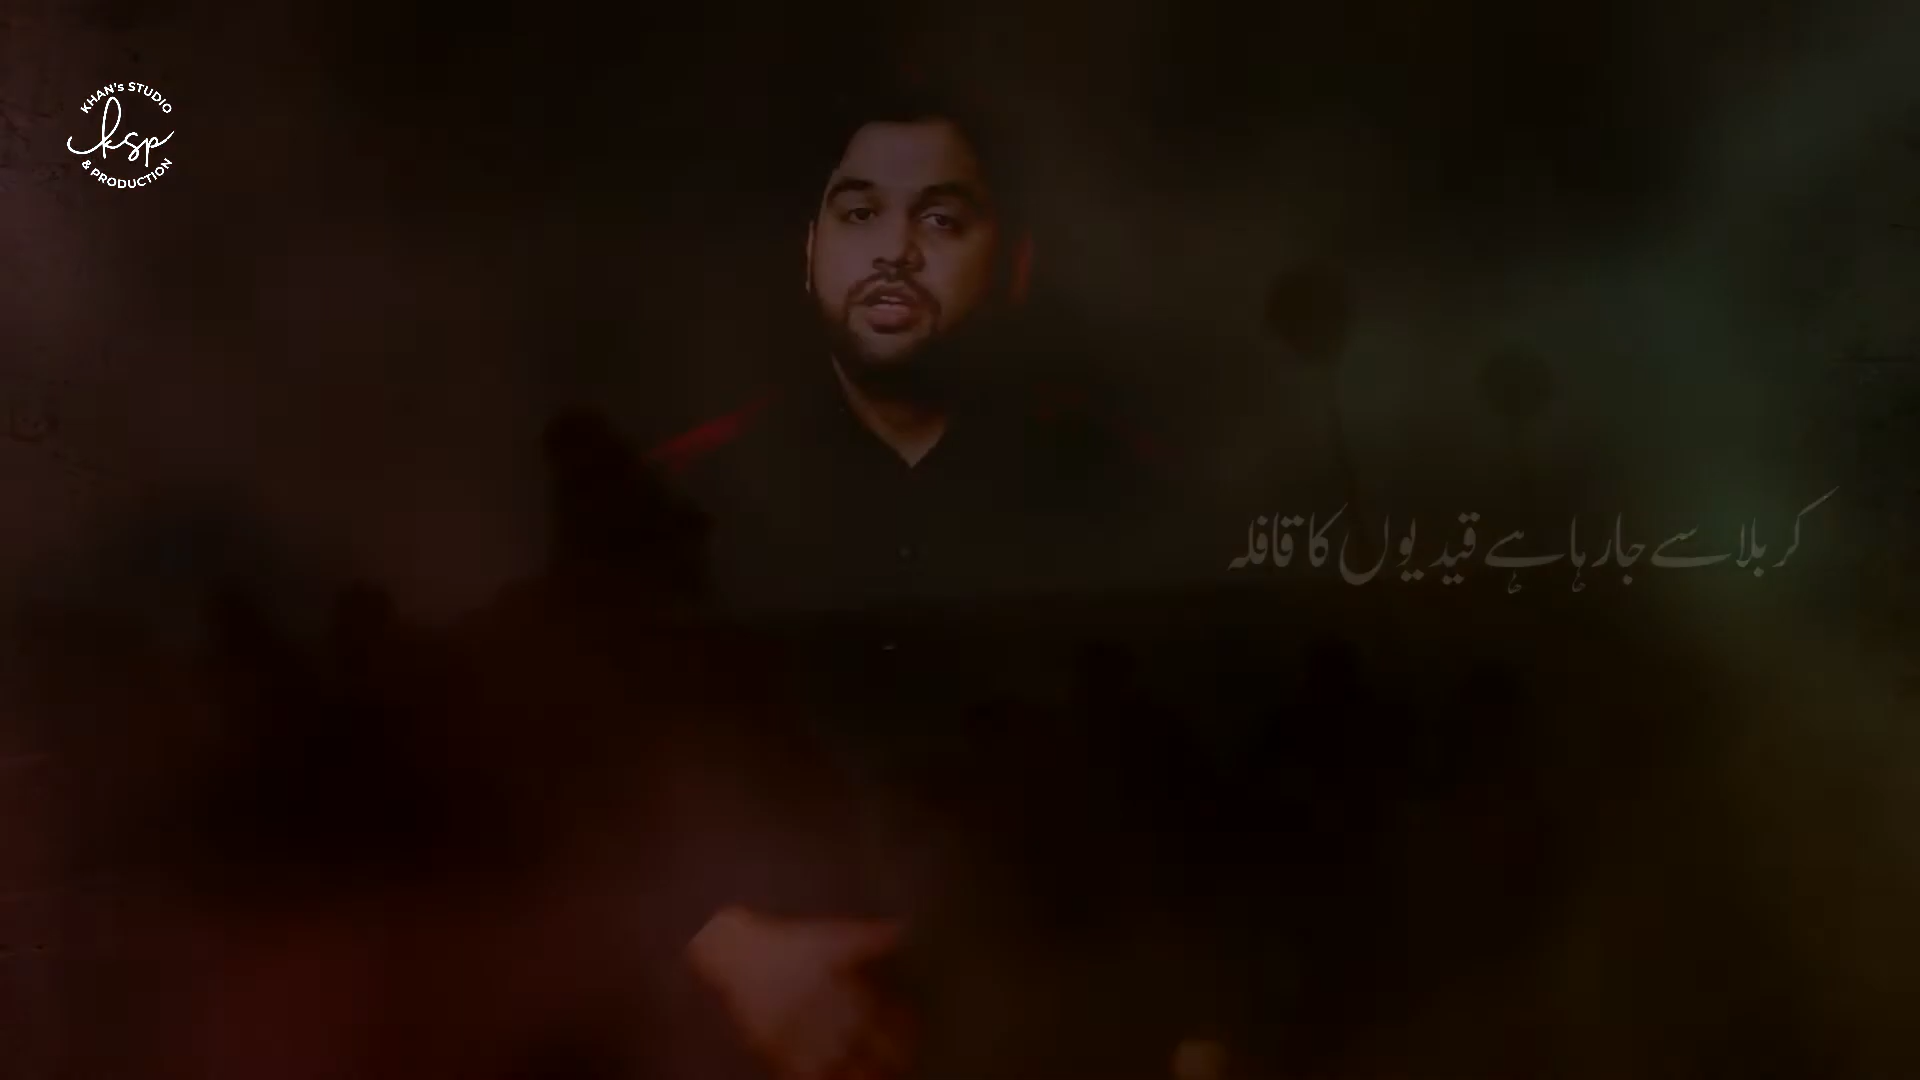 KHAN's STUDIO
ksp
& PRODUCTION
کربلا سے جا رہا ہے قیدیوں کا قافلہ